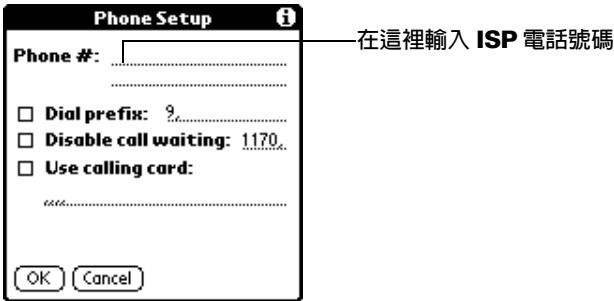 Phone Setup
Phone #:
在這裡輸入 ISP 電話號碼
Dial prefix: 9,
Disable call waiting: 1170,
Use calling card:
,,,,
OK Cancel